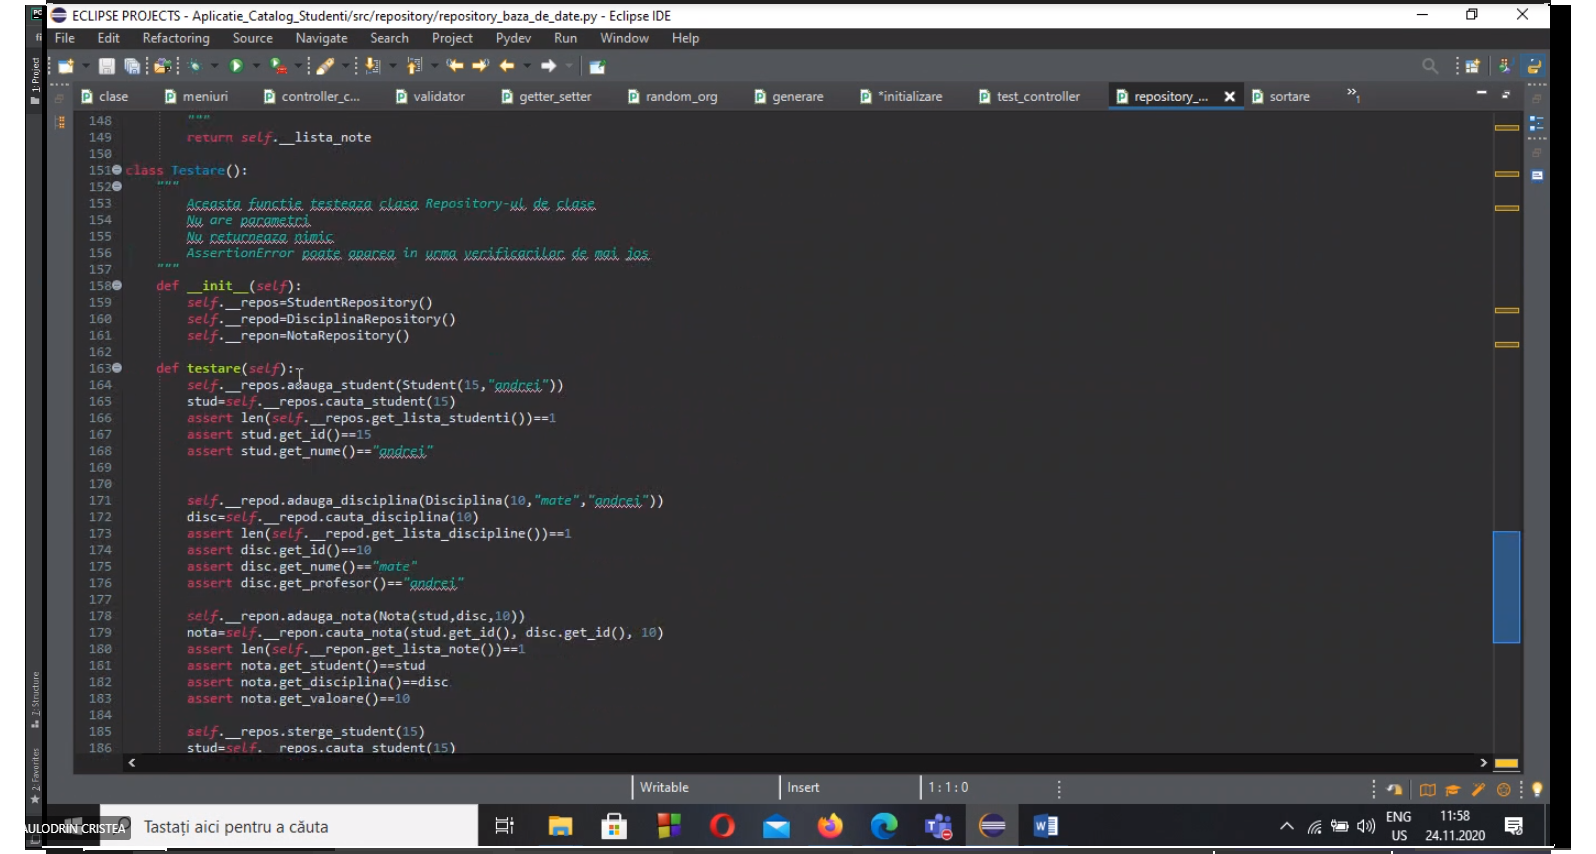 ECLIPSE PROJECTS - Aplicatie_Catalog_Studenti/src/repository/repository_baza_de_date.py - Eclipse IDE
File Edit Refactoring Source Navigate Search Project Pydev Run Window Help
clase meniuri controller_c... validator getter_setter random_org generare *initializare test_controller repository_... sortare »1
148 """
149 return self.__lista_note
150
151 class Testare():
152 """
153 Aceasta functie testeaza clasa Repository-ul de clase
154 Nu are parametri
155 Nu returneaza nimic
156 AssertionError poate aparea in urma verificarilor de mai jos
157 """
158 def __init__(self):
159 self.__repos=StudentRepository()
160 self.__repod=DisciplinaRepository()
161 self.__repon=NotaRepository()
162
163 def testare(self):
164 self.__repos.adauga_student(Student(15,"andrei"))
165 stud=self.__repos.cauta_student(15)
166 assert len(self.__repos.get_lista_studenti())==1
167 assert stud.get_id()==15
168 assert stud.get_nume()=="andrei"
169
170
171 self.__repod.adauga_disciplina(Disciplina(10,"mate","andrei"))
172 disc=self.__repod.cauta_disciplina(10)
173 assert len(self.__repod.get_lista_discipline())==1
174 assert disc.get_id()==10
175 assert disc.get_nume()=="mate"
176 assert disc.get_profesor()=="andrei"
177
178 self.__repon.adauga_nota(Nota(stud,disc,10))
179 nota=self.__repon.cauta_nota(stud.get_id(), disc.get_id(), 10)
180 assert len(self.__repon.get_lista_note())==1
181 assert nota.get_student()==stud
182 assert nota.get_disciplina()==disc
183 assert nota.get_valoare()==10
184
185 self.__repos.sterge_student(15)
186 stud=self.__repos.cauta_student(15)
1: Project
Z: Structure
2: Favorites
Writable Insert 1:1:0
AULODRIN CRISTEA
Tastați aici pentru a căuta
ENG
US
11:58
24.11.2020